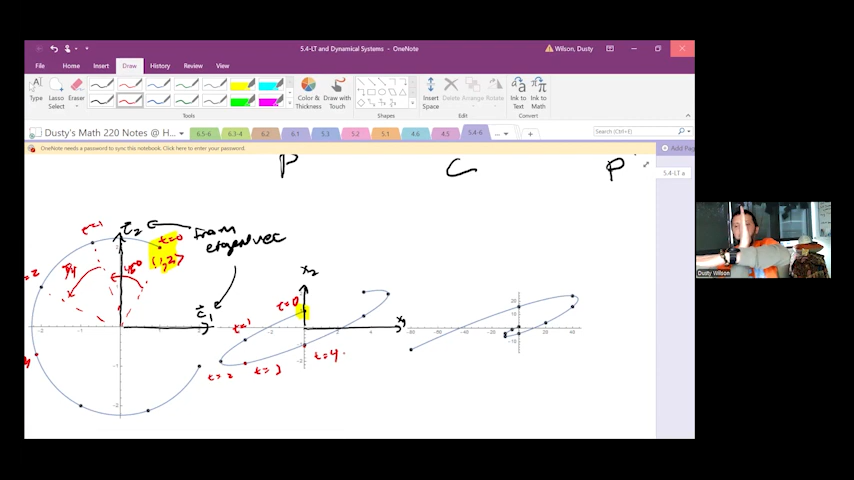 5.4-LT and Dynamical Systems - OneNote
Wilson, Dusty
File Home Insert Draw History Review View
Type Lasso Select Eraser
Color & Thickness Draw with Touch
Insert Space Delete Arrange Rotate
Ink to Text Ink to Math
Tools Shapes Edit Convert
Dusty's Math 220 Notes @ H... 6.5-6 6.3-4 6.2 6.1 5.3 5.2 5.1 4.6 4.5 5.4-6 ... +
Search (Ctrl+E)
OneNote needs a password to sync this notebook. Click here to enter your password.
Add Pag
5.4-LT a
P C P
t=1
c2
from
eigenvec
t=0
(1,2)
45°
c1
x2
t=0
x1
t=1
t=2
t=3
t=4
Dusty Wilson